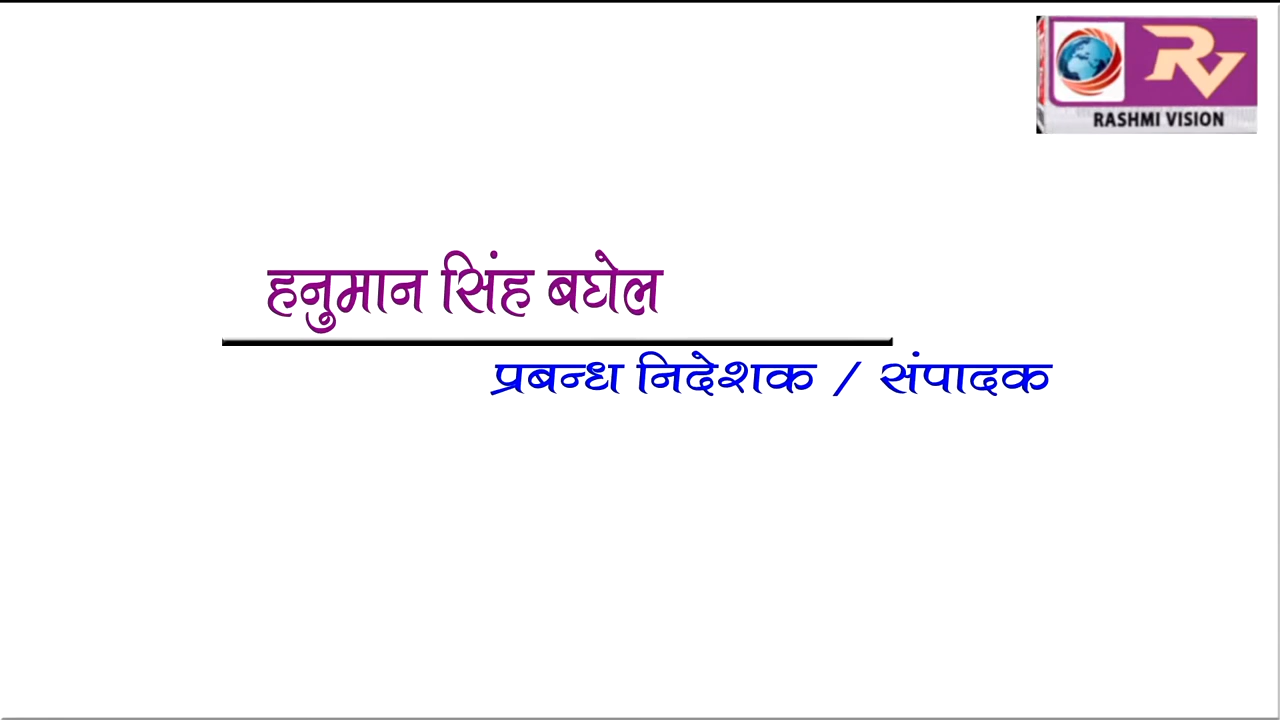 RV
RASHMI VISION
हनुमान सिंह बघेल
प्रबन्ध निदेशक / संपादक